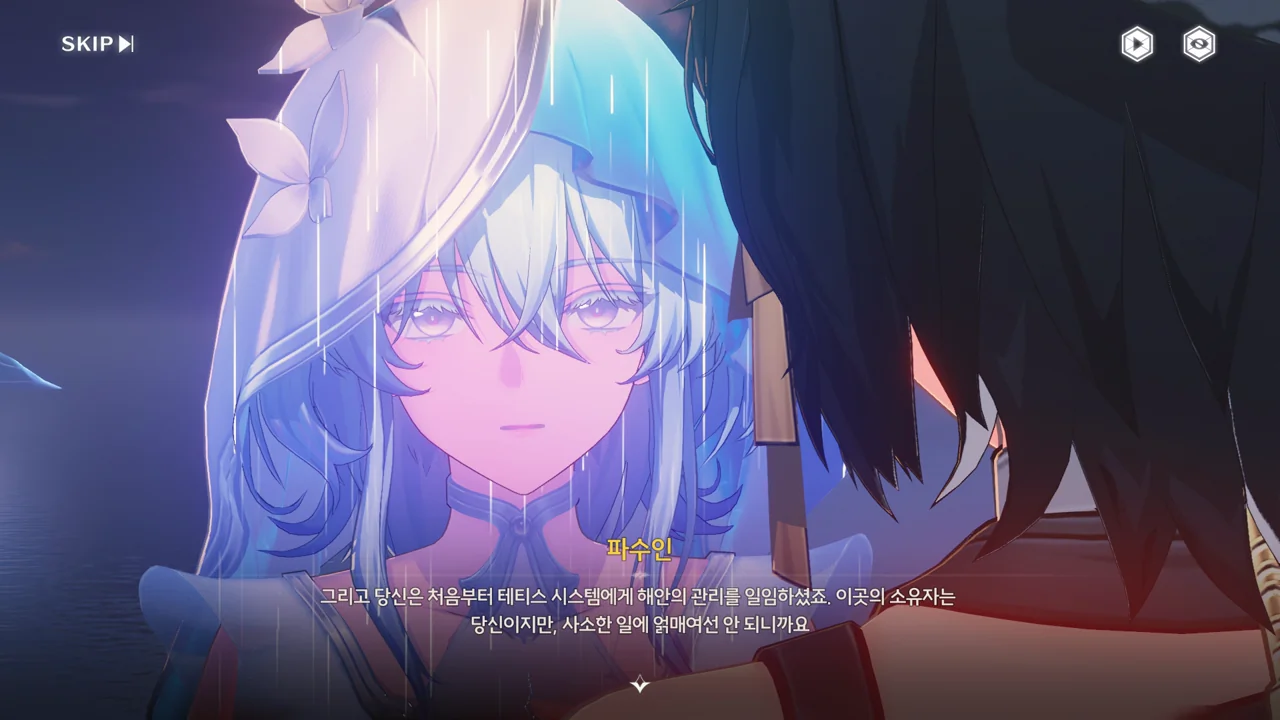 SKIP
파수인
그리고 당신은 처음부터 테티스 시스템에게 해안의 관리를 일임하셨죠. 이곳의 소유자는
당신이지만, 사소한 일에 얽매여선 안 되니까요